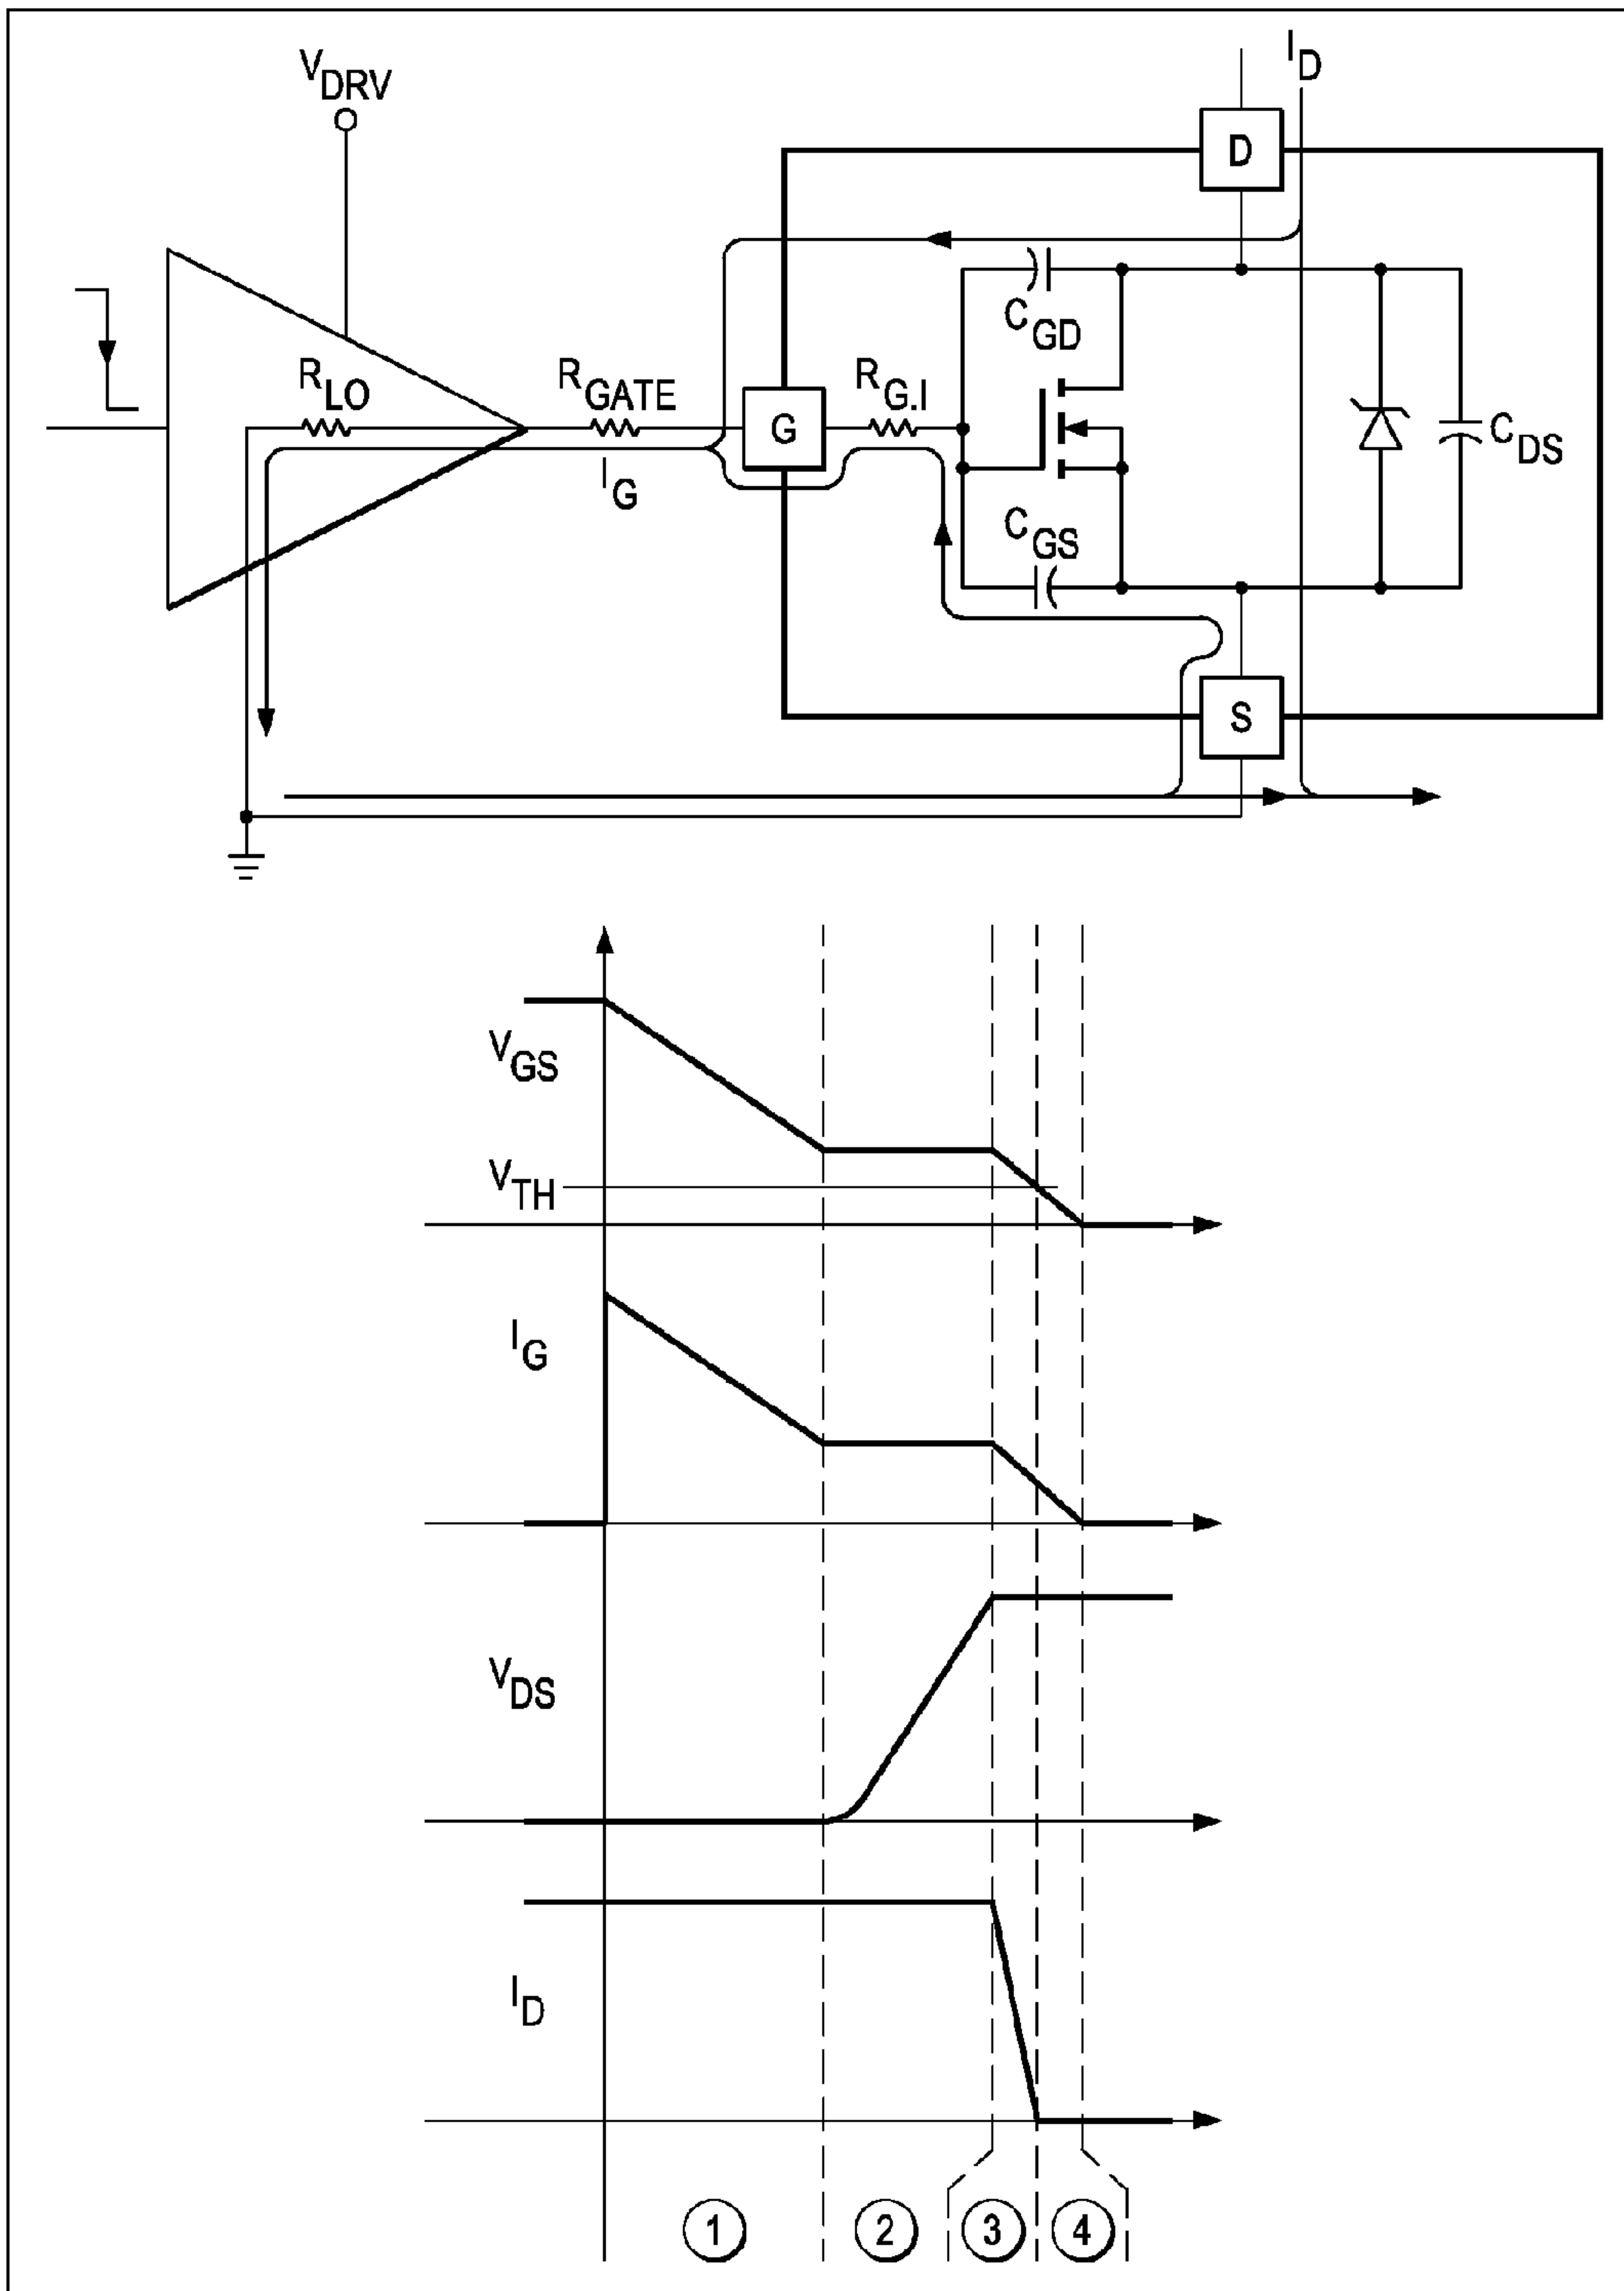 V_DRV
I_D
D
R_LO
R_GATE
G
R_G.I
C_GD
C_GS
C_DS
I_G
S
V_GS
V_TH
I_G
V_DS
I_D
1 2 3 4